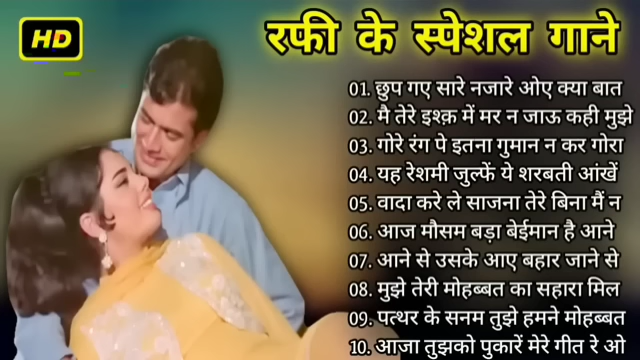 HD
रफी के स्पेशल गाने
01. छुप गए सारे नजारे ओए क्या बात
02. मै तेरे इश्क़ में मर न जाऊ कही मुझे
03. गोरे रंग पे इतना गुमान न कर गोरा
04. यह रेशमी जुल्फें ये शरबती आंखें
05. वादा करे ले साजना तेरे बिना मैं न
06. आज मौसम बड़ा बेईमान है आने
07. आने से उसके आए बहार जाने से
08. मुझे तेरी मोहब्बत का सहारा मिल
09. पत्थर के सनम तुझे हमने मोहब्बत
10. आजा तुझको पुकारें मेरे गीत रे ओ